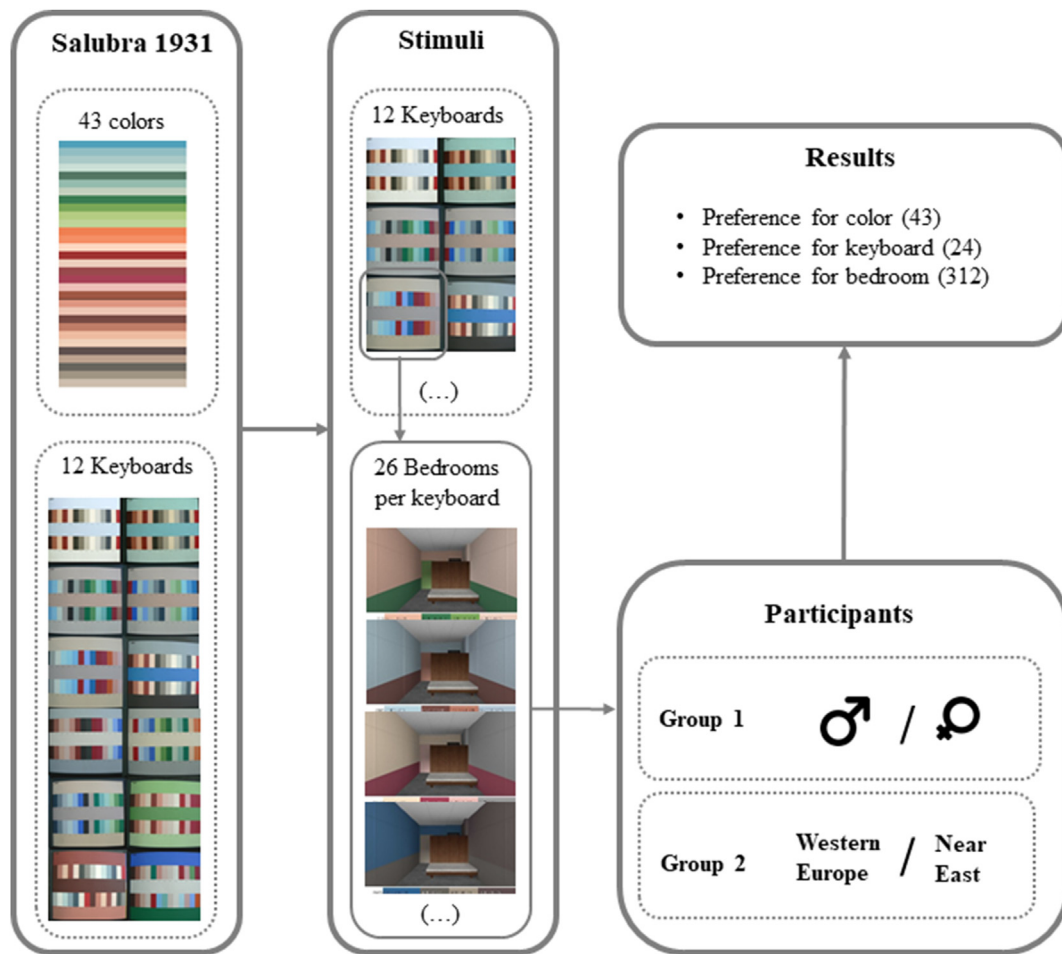 Salubra 1931
43 colors
12 Keyboards
Stimuli
12 Keyboards
(...)
26 Bedrooms
per keyboard
(...)
Results
• Preference for color (43)
• Preference for keyboard (24)
• Preference for bedroom (312)
Participants
Group 1
/
Group 2
Western
Europe
/
Near
East